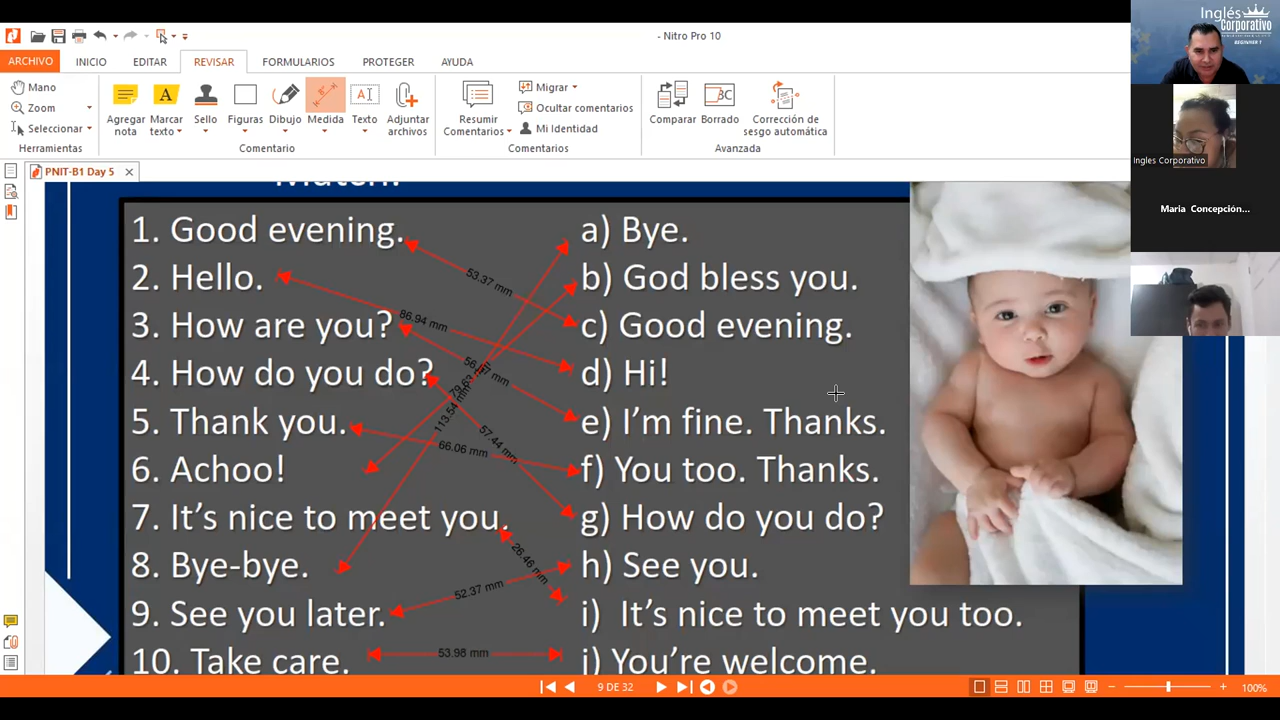 - Nitro Pro 10
ARCHIVO INICIO EDITAR REVISAR FORMULARIOS PROTEGER AYUDA
Mano
Zoom
Seleccionar
Herramientas
Agregar nota
Marcar texto
Sello
Figuras
Dibujo
Medida
Texto
Adjuntar archivos
Comentario
Resumir Comentarios
Migrar
Ocultar comentarios
Mi Identidad
Comentarios
Comparar
Borrado
Corrección de sesgo automática
Avanzada
PNIT-B1 Day 5
1. Good evening.
2. Hello.
3. How are you?
4. How do you do?
5. Thank you.
6. Achoo!
7. It's nice to meet you.
8. Bye-bye.
9. See you later.
10. Take care.
a) Bye.
b) God bless you.
c) Good evening.
d) Hi!
e) I'm fine. Thanks.
f) You too. Thanks.
g) How do you do?
h) See you.
i) It's nice to meet you too.
j) You're welcome.
53.37 mm
86.94 mm
113.54 mm
57.44 mm
66.06 mm
26.46 mm
52.37 mm
53.98 mm
9 DE 32
100%
Inglés
Corporativo
BEGINNER 1
Ingles Corporativo
Maria Concepción...